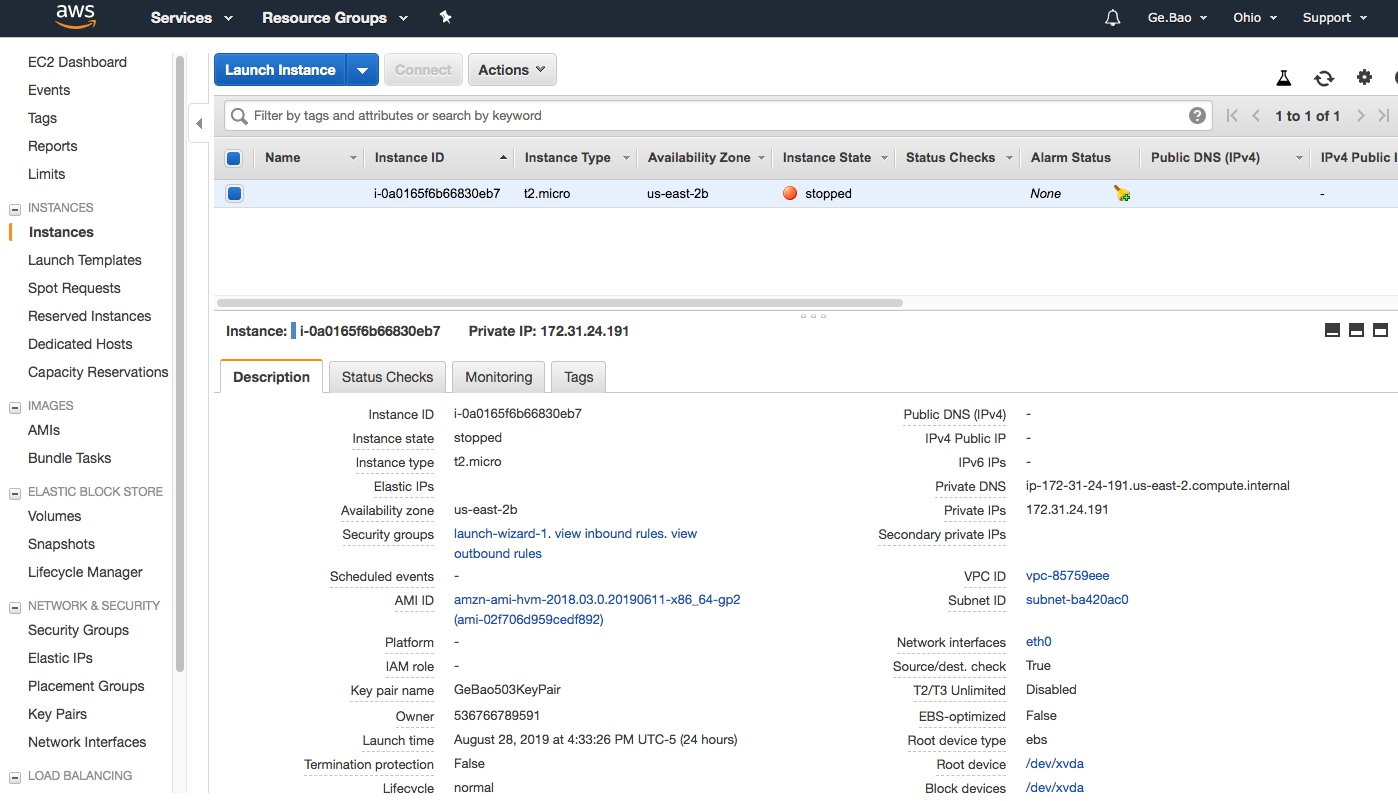 aws
Services
Resource Groups
Ge.Bao
Ohio
Support
EC2 Dashboard
Events
Tags
Reports
Limits
INSTANCES
Instances
Launch Templates
Spot Requests
Reserved Instances
Dedicated Hosts
Capacity Reservations
IMAGES
AMIs
Bundle Tasks
ELASTIC BLOCK STORE
Volumes
Snapshots
Lifecycle Manager
NETWORK & SECURITY
Security Groups
Elastic IPs
Placement Groups
Key Pairs
Network Interfaces
LOAD BALANCING
Launch Instance
Connect
Actions
Filter by tags and attributes or search by keyword
1 to 1 of 1
Name Instance ID Instance Type Availability Zone Instance State Status Checks Alarm Status Public DNS (IPv4) IPv4 Public I
i-0a0165f6b66830eb7 t2.micro us-east-2b stopped None -
Instance: i-0a0165f6b66830eb7 Private IP: 172.31.24.191
Description Status Checks Monitoring Tags
Instance ID i-0a0165f6b66830eb7
Instance state stopped
Instance type t2.micro
Elastic IPs
Availability zone us-east-2b
Security groups launch-wizard-1. view inbound rules. view
outbound rules
Scheduled events -
AMI ID amzn-ami-hvm-2018.03.0.20190611-x86_64-gp2
(ami-02f706d959cedf892)
Platform -
IAM role -
Key pair name GeBao503KeyPair
Owner 536766789591
Launch time August 28, 2019 at 4:33:26 PM UTC-5 (24 hours)
Termination protection False
Lifecycle normal
Public DNS (IPv4) -
IPv4 Public IP -
IPv6 IPs -
Private DNS ip-172-31-24-191.us-east-2.compute.internal
Private IPs 172.31.24.191
Secondary private IPs
VPC ID vpc-85759eee
Subnet ID subnet-ba420ac0
Network interfaces eth0
Source/dest. check True
T2/T3 Unlimited Disabled
EBS-optimized False
Root device type ebs
Root device /dev/xvda
Block devices /dev/xvda